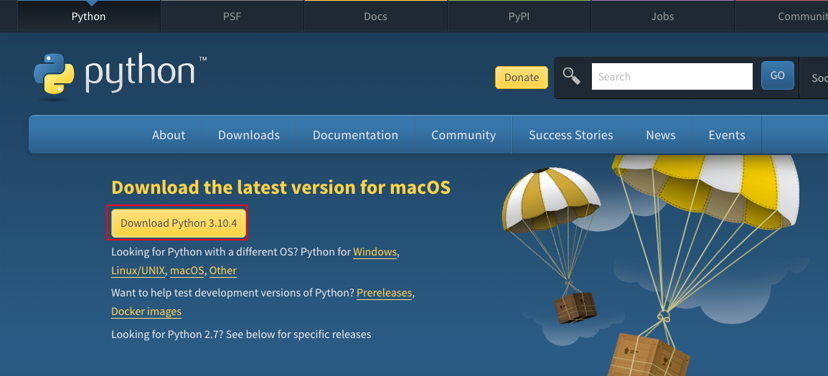 Python PSF Docs PyPI Jobs Communit
python™
Donate Search GO Soc
About Downloads Documentation Community Success Stories News Events
Download the latest version for macOS
Download Python 3.10.4
Looking for Python with a different OS? Python for Windows,
Linux/UNIX, macOS, Other
Want to help test development versions of Python? Prereleases,
Docker images
Looking for Python 2.7? See below for specific releases